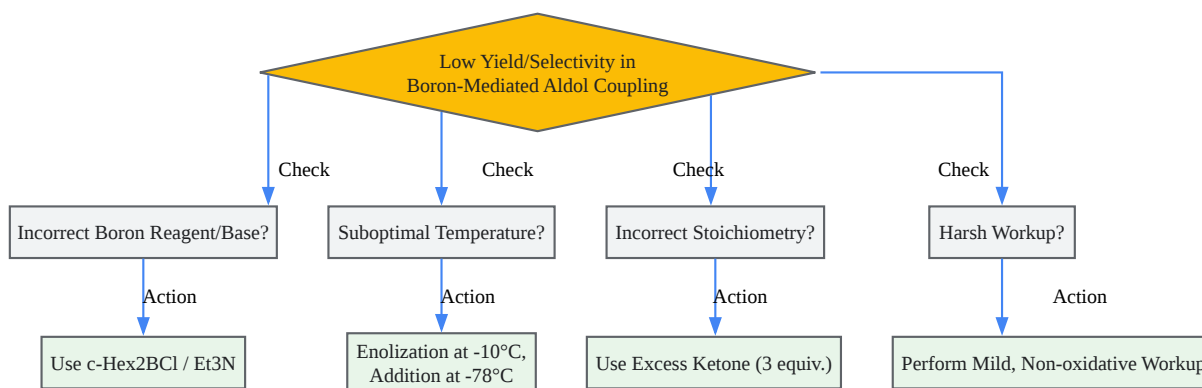 Low Yield/Selectivity in
Boron-Mediated Aldol Coupling
Check
Check
Check
Check
Incorrect Boron Reagent/Base?
Suboptimal Temperature?
Incorrect Stoichiometry?
Harsh Workup?
Action
Action
Action
Action
Use c-Hex2BCl / Et3N
Enolization at -10°C,
Addition at -78°C
Use Excess Ketone (3 equiv.)
Perform Mild, Non-oxidative Workup